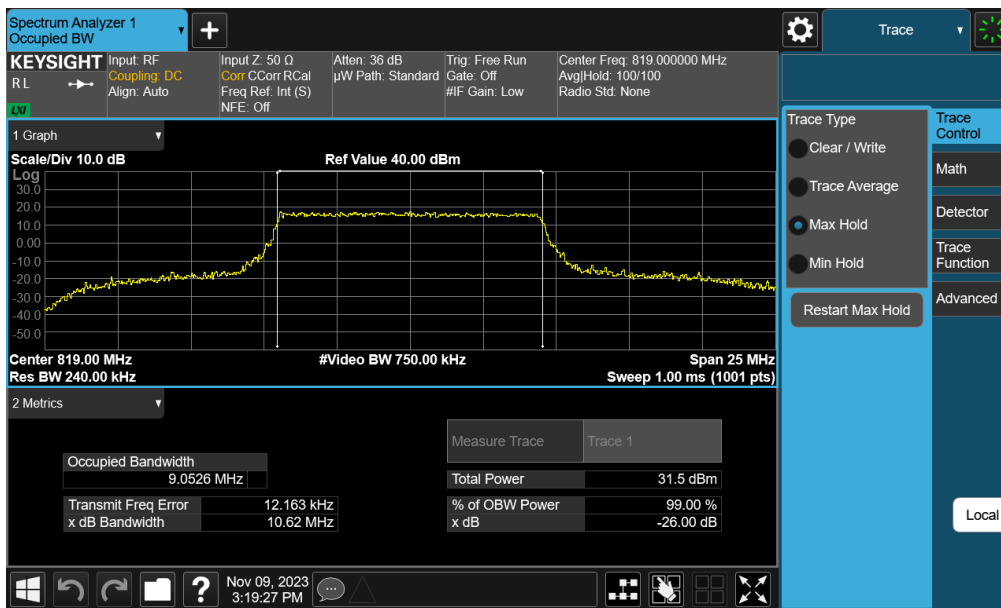 Spectrum Analyzer 1
Occupied BW
Trace
KEYSIGHT
RL
LXI
Input: RF
Coupling: DC
Align: Auto
Input Z: 50 Ω
Corr CCorr RCal
Freq Ref: Int (S)
NFE: Off
Atten: 36 dB
µW Path: Standard
Trig: Free Run
Gate: Off
#IF Gain: Low
Center Freq: 819.000000 MHz
Avg|Hold: 100/100
Radio Std: None
1 Graph
Scale/Div 10.0 dB
Ref Value 40.00 dBm
Log
30.0
20.0
10.0
0.00
-10.0
-20.0
-30.0
-40.0
-50.0
Center 819.00 MHz
#Video BW 750.00 kHz
Span 25 MHz
Res BW 240.00 kHz
Sweep 1.00 ms (1001 pts)
2 Metrics
Measure Trace
Trace 1
Occupied Bandwidth
9.0526 MHz
Total Power
31.5 dBm
Transmit Freq Error
12.163 kHz
% of OBW Power
99.00 %
x dB Bandwidth
10.62 MHz
x dB
-26.00 dB
Trace Type
Clear / Write
Trace Average
Max Hold
Min Hold
Restart Max Hold
Trace
Control
Math
Detector
Trace
Function
Advanced
Local
?
Nov 09, 2023
3:19:27 PM